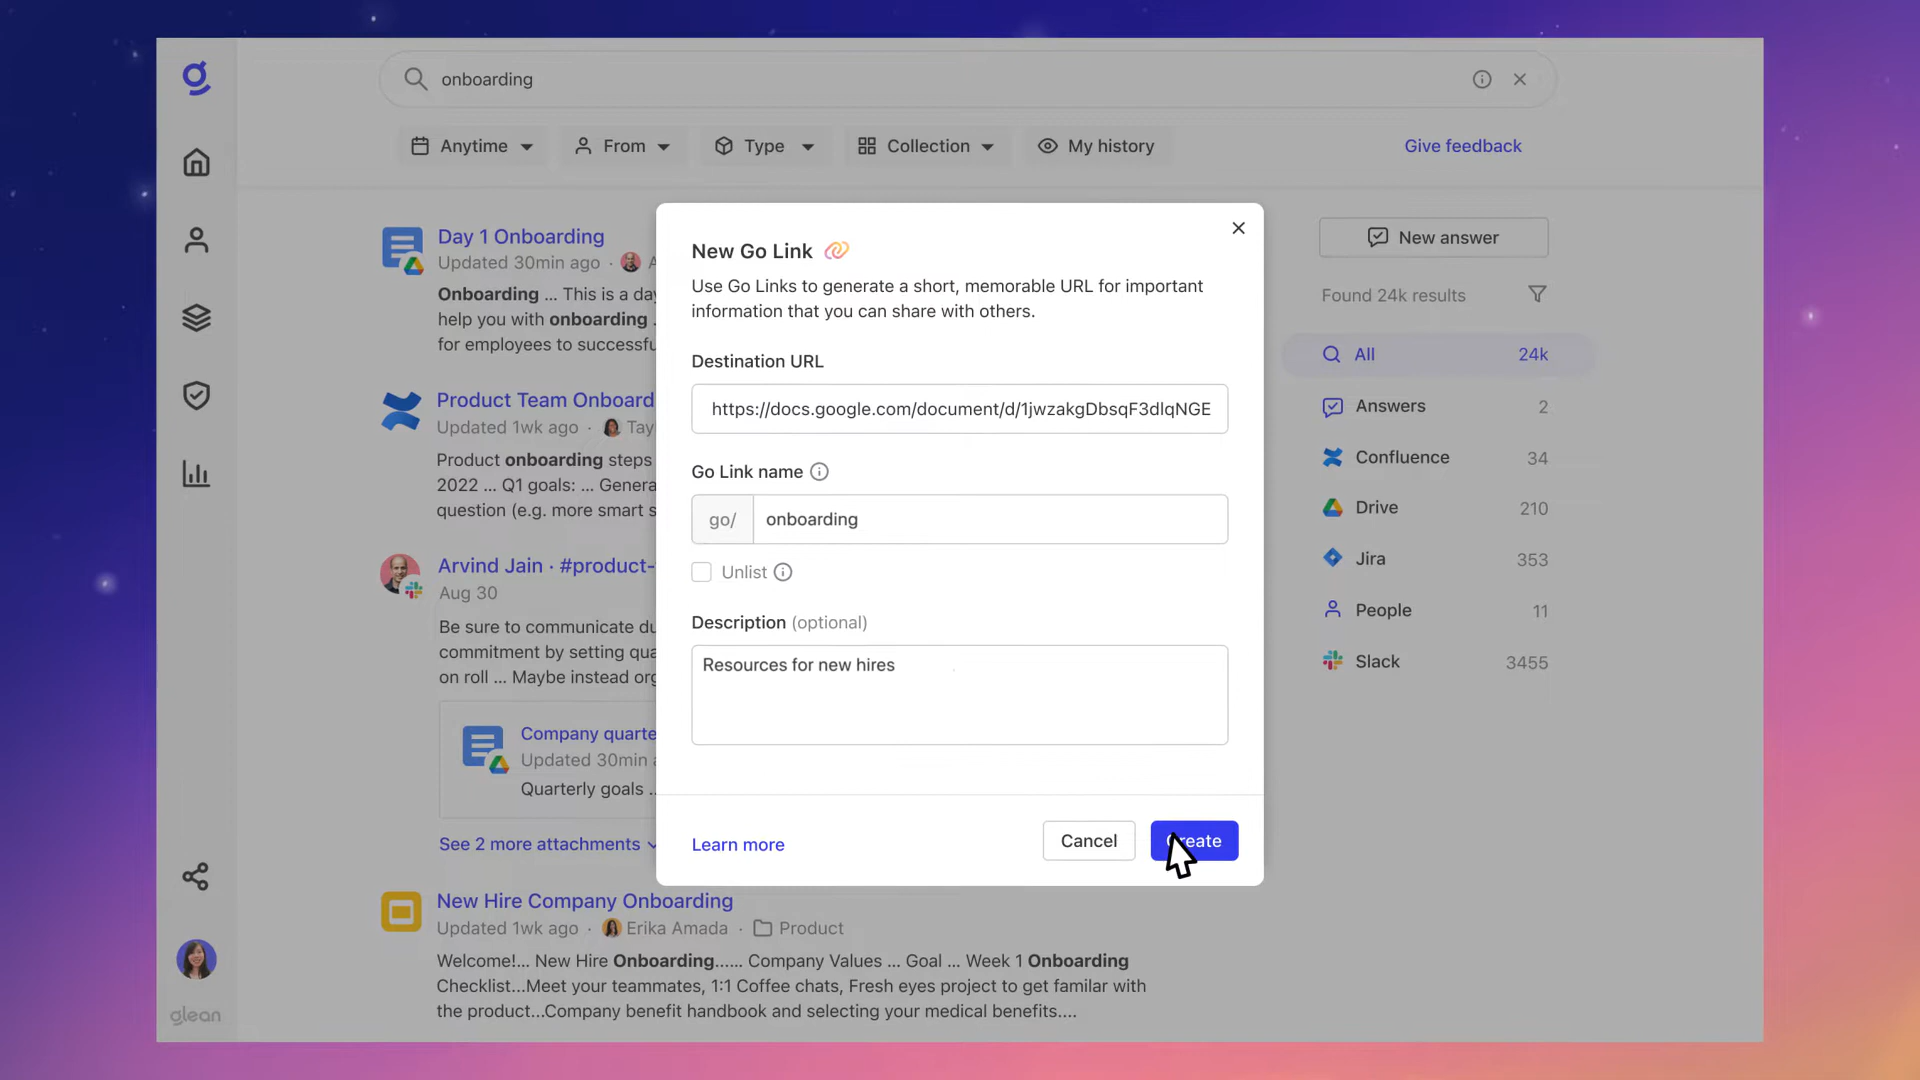 onboarding
Anytime
From
Type
Collection
My history
Give feedback
Day 1 Onboarding
Updated 30min ago · A
Onboarding ... This is a day
help you with onboarding .
for employees to successfu
Product Team Onboard
Updated 1wk ago · Tay
Product onboarding steps
2022 ... Q1 goals: ... Genera
question (e.g. more smart s
Arvind Jain · #product-
Aug 30
Be sure to communicate du
commitment by setting qua
on roll ... Maybe instead org
Company quarte
Updated 30min a
Quarterly goals ..
See 2 more attachments
New Hire Company Onboarding
Updated 1wk ago · Erika Amada · Product
Welcome!... New Hire Onboarding...... Company Values ... Goal ... Week 1 Onboarding
Checklist...Meet your teammates, 1:1 Coffee chats, Fresh eyes project to get familar with
the product...Company benefit handbook and selecting your medical benefits....
New Go Link
Use Go Links to generate a short, memorable URL for important
information that you can share with others.
Destination URL
https://docs.google.com/document/d/1jwzakgDbsqF3dlqNGE
Go Link name
go/ onboarding
Unlist
Description (optional)
Resources for new hires
Learn more
Cancel
Create
New answer
Found 24k results
All 24k
Answers 2
Confluence 34
Drive 210
Jira 353
People 11
Slack 3455
glean